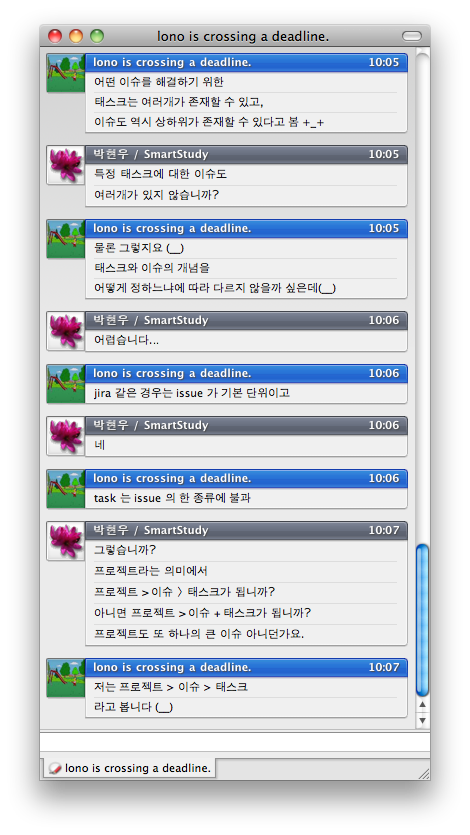 lono is crossing a deadline.
lono is crossing a deadline. 10:05
어떤 이슈를 해결하기 위한
태스크는 여러개가 존재할 수 있고,
이슈도 역시 상하위가 존재할 수 있다고 봄 +_+
박현우 / SmartStudy 10:05
특정 태스크에 대한 이슈도
여러개가 있지 않습니까?
lono is crossing a deadline. 10:05
물론 그렇지요 (__)
태스크와 이슈의 개념을
어떻게 정하느냐에 따라 다르지 않을까 싶은데(__)
박현우 / SmartStudy 10:06
어렵습니다...
lono is crossing a deadline. 10:06
jira 같은 경우는 issue 가 기본 단위이고
박현우 / SmartStudy 10:06
네
lono is crossing a deadline. 10:06
task 는 issue 의 한 종류에 불과
박현우 / SmartStudy 10:07
그렇습니까?
프로젝트라는 의미에서
프로젝트 > 이슈 〉 태스크가 됩니까?
아니면 프로젝트 > 이슈 + 태스크가 됩니까?
프로젝트도 또 하나의 큰 이슈 아니던가요.
lono is crossing a deadline. 10:07
저는 프로젝트 > 이슈 > 태스크
라고 봅니다 (__)
lono is crossing a deadline.